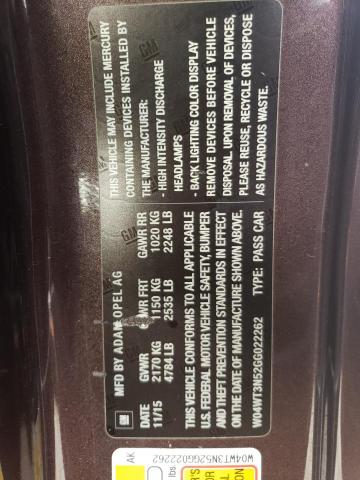 MFD BY ADAM OPEL AG
DATE GVWR GAWR FRT GAWR RR
11/15 2170 KG 1150 KG 1020 KG
4784 LB 2535 LB 2248 LB
THIS VEHICLE CONFORMS TO ALL APPLICABLE
U.S. FEDERAL MOTOR VEHICLE SAFETY, BUMPER
AND THEFT PREVENTION STANDARDS IN EFFECT
ON THE DATE OF MANUFACTURE SHOWN ABOVE.
W04WT3N52GG022262 TYPE: PASS CAR
THIS VEHICLE MAY INCLUDE MERCURY
CONTAINING DEVICES INSTALLED BY
THE MANUFACTURER:
- HIGH INTENSITY DISCHARGE
HEADLAMPS
- BACK LIGHTING COLOR DISPLAY
REMOVE DEVICES BEFORE VEHICLE
DISPOSAL UPON REMOVAL OF DEVICES,
PLEASE REUSE, RECYCLE OR DISPOSE
AS HAZARDOUS WASTE.
GM
AK W04WT3N52GG022262
lbs.